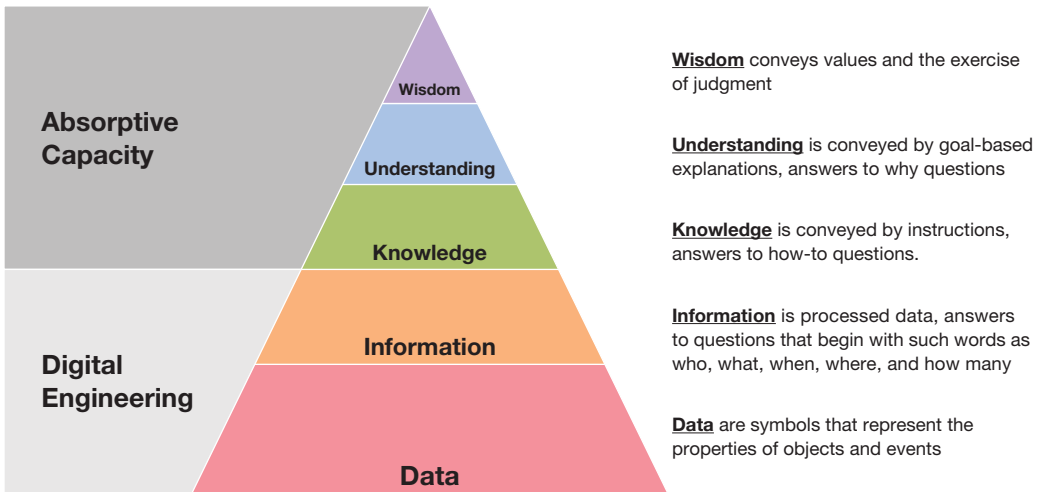 Absorptive
Capacity
Digital
Engineering
Wisdom
Understanding
Knowledge
Information
Data
Wisdom conveys values and the exercise
of judgment
Understanding is conveyed by goal-based
explanations, answers to why questions
Knowledge is conveyed by instructions,
answers to how-to questions.
Information is processed data, answers
to questions that begin with such words as
who, what, when, where, and how many
Data are symbols that represent the
properties of objects and events